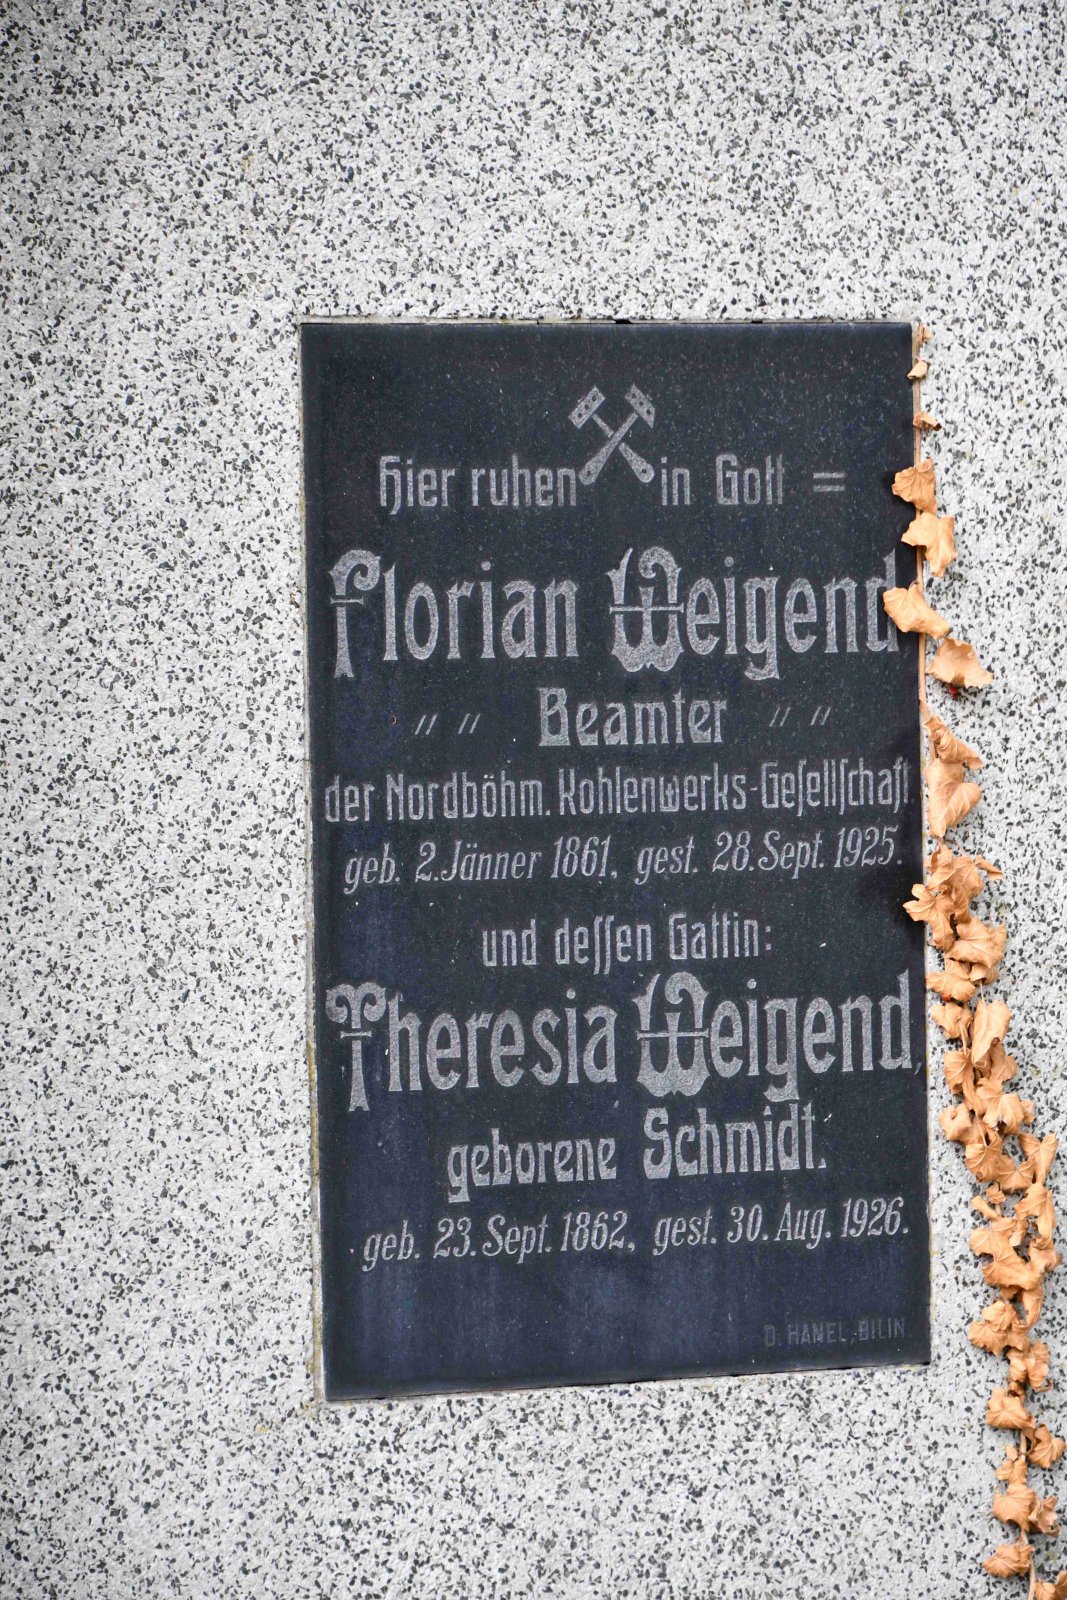 Hier ruhen in Gott =
Florian Weigend
〃 〃 Beamter 〃 〃
der Nordböhm. Kohlenwerks-Geſellſchaft.
geb. 2. Jänner 1861, gest. 28. Sept. 1925.
und deſſen Gattin:
Theresia Weigend,
geborene Schmidt.
geb. 23. Sept. 1862, gest. 30. Aug. 1926.
O. HAMEL, BILIN.